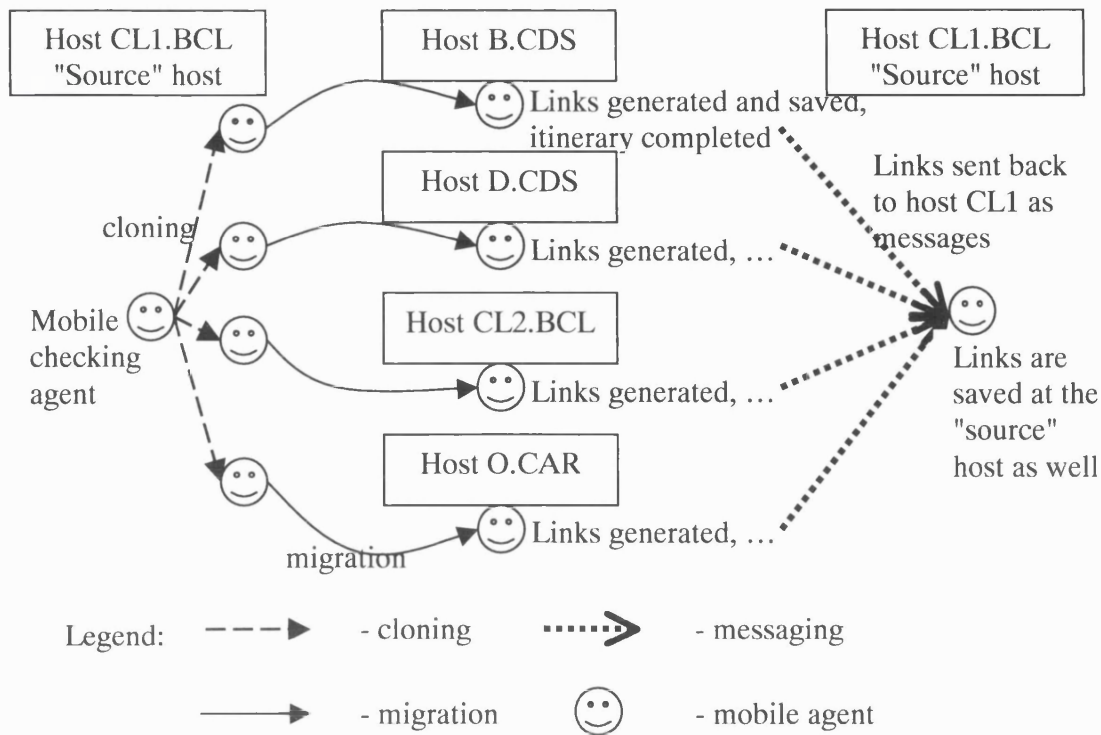 Host CL1.BCL
"Source" host
Host B.CDS
Host CL1.BCL
"Source" host
Links generated and saved,
itinerary completed
Host D.CDS
Links sent back
to host CL1 as
messages
cloning
Links generated, …
Mobile
checking
agent
Host CL2.BCL
Links generated, …
Links are
saved at the
"source"
host as well
Host O.CAR
Links generated, …
migration
Legend:
- cloning
- messaging
- migration
- mobile agent